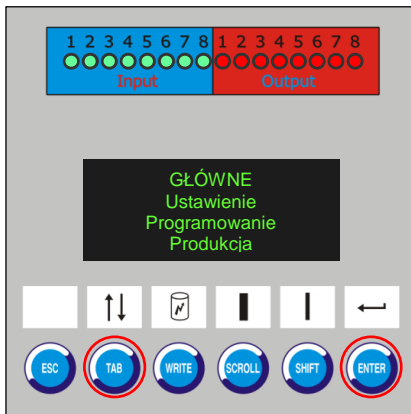 1 2 3 4 5 6 7 8 1 2 3 4 5 6 7 8
Input Output
GŁÓWNE
Ustawienie
Programowanie
Produkcja
ESC TAB WRITE SCROLL SHIFT ENTER